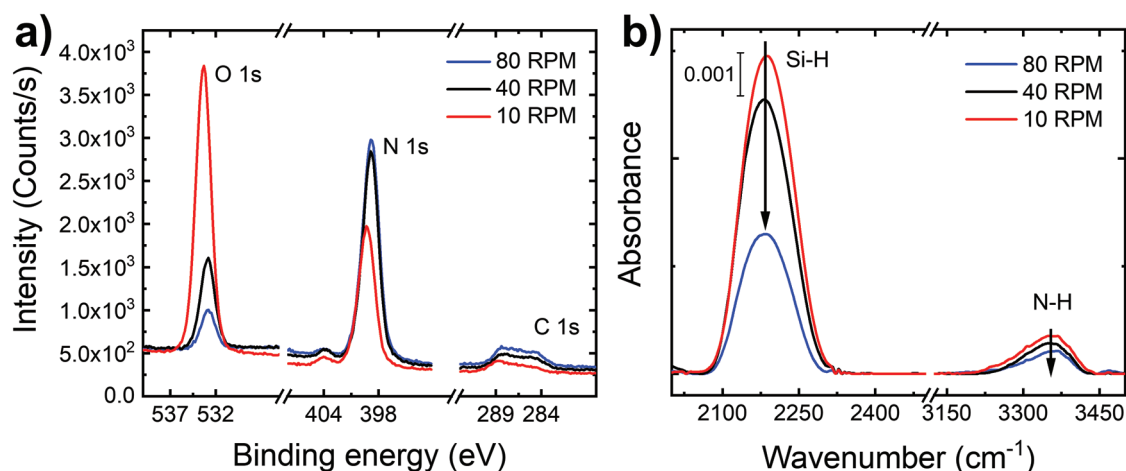 a)
Intensity (Counts/s)
4.0x10³
3.5x10³
3.0x10³
2.5x10³
2.0x10³
1.5x10³
1.0x10³
5.0x10²
0.0
O 1s
N 1s
C 1s
80 RPM
40 RPM
10 RPM
537 532 404 398 289 284
Binding energy (eV)
b)
Absorbance
0.001
Si-H
N-H
80 RPM
40 RPM
10 RPM
2100 2250 2400 3150 3300 3450
Wavenumber (cm⁻¹)